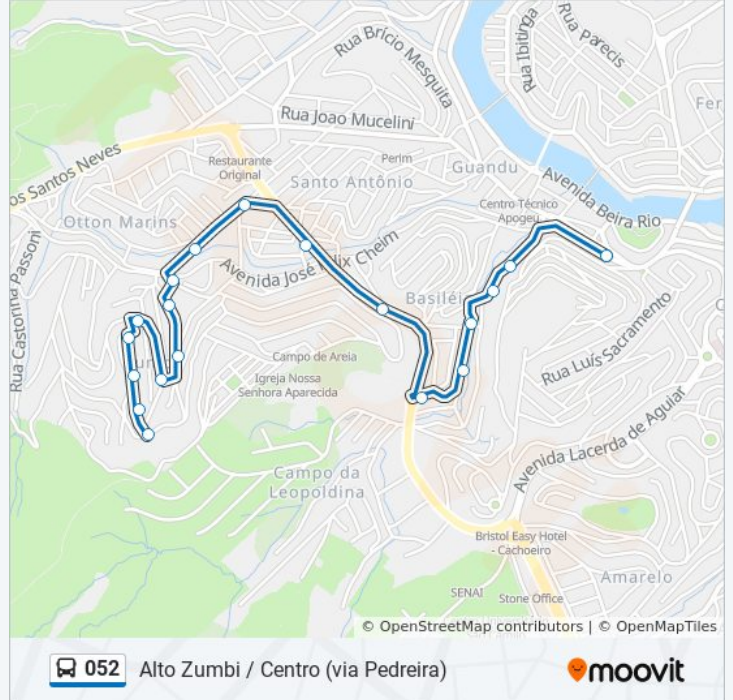 Rua Brício Mesquita
Rua Ibitinga
Rua Parecis
Rua Joao Mucelini
Fer
os Santos Neves
Restaurante
Original
Perim
Santo Antônio
Guandu
Avenida Beira Rio
Centro Técnico
Apogeu
Otton Marins
Rua Castorina Passoni
Avenida José Félix Cheim
Basiléi
Rua Luís Sacramento
C
Campo de Areia
Igreja Nossa
Senhora Aparecida
Avenida Lacerda de Aguiar
Campo da
Leopoldina
Bristol Easy Hotel
- Cachoeiro
Amarelo
SENAI
Stone Office
© OpenStreetMap contributors | © OpenMapTiles
052 Alto Zumbi / Centro (via Pedreira)
moovit